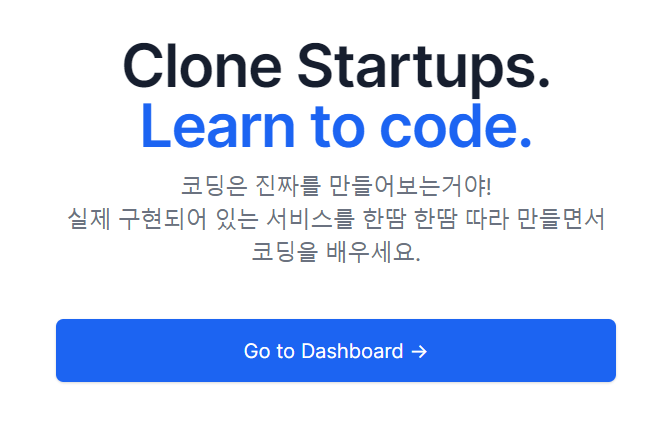 Clone Startups.
Learn to code.
코딩은 진짜를 만들어보는거야!
실제 구현되어 있는 서비스를 한땀 한땀 따라 만들면서
코딩을 배우세요.
Go to Dashboard →